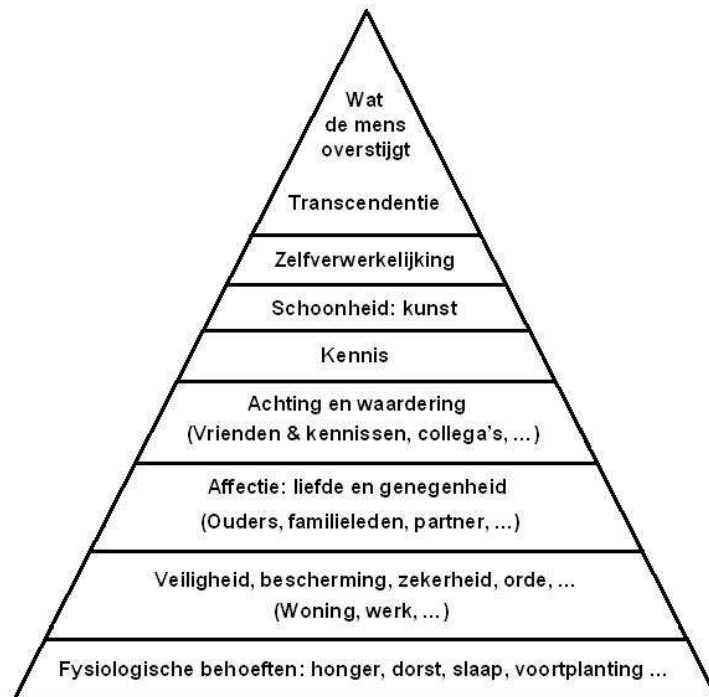 Wat
de mens
overstijgt
Transcendentie
Zelfverwerkelijking
Schoonheid: kunst
Kennis
Achting en waardering
(Vrienden & kennissen, collega's, ...)
Affectie: liefde en genegenheid
(Ouders, familieleden, partner, ...)
Veiligheid, bescherming, zekerheid, orde, ...
(Woning, werk, ...)
Fysiologische behoeften: honger, dorst, slaap, voortplanting ...